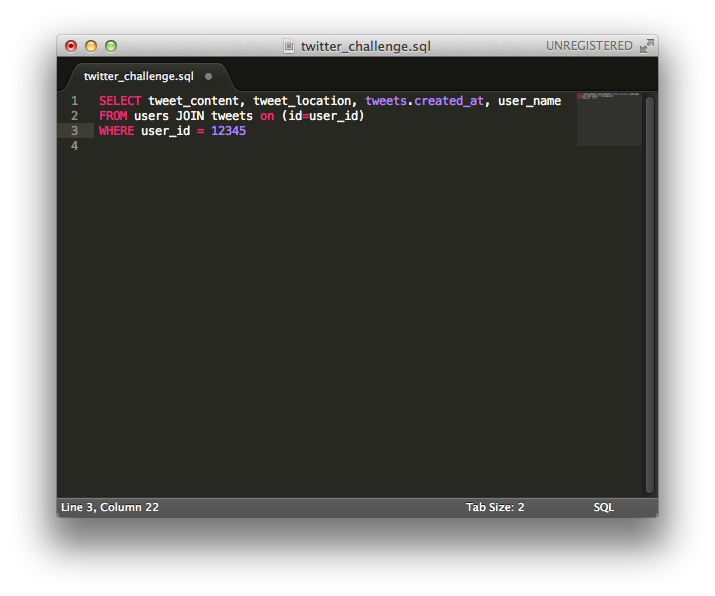 twitter_challenge.sql
UNREGISTERED
twitter_challenge.sql
1 SELECT tweet_content, tweet_location, tweets.created_at, user_name
2 FROM users JOIN tweets on (id=user_id)
3 WHERE user_id = 12345
4
Line 3, Column 22
Tab Size: 2
SQL